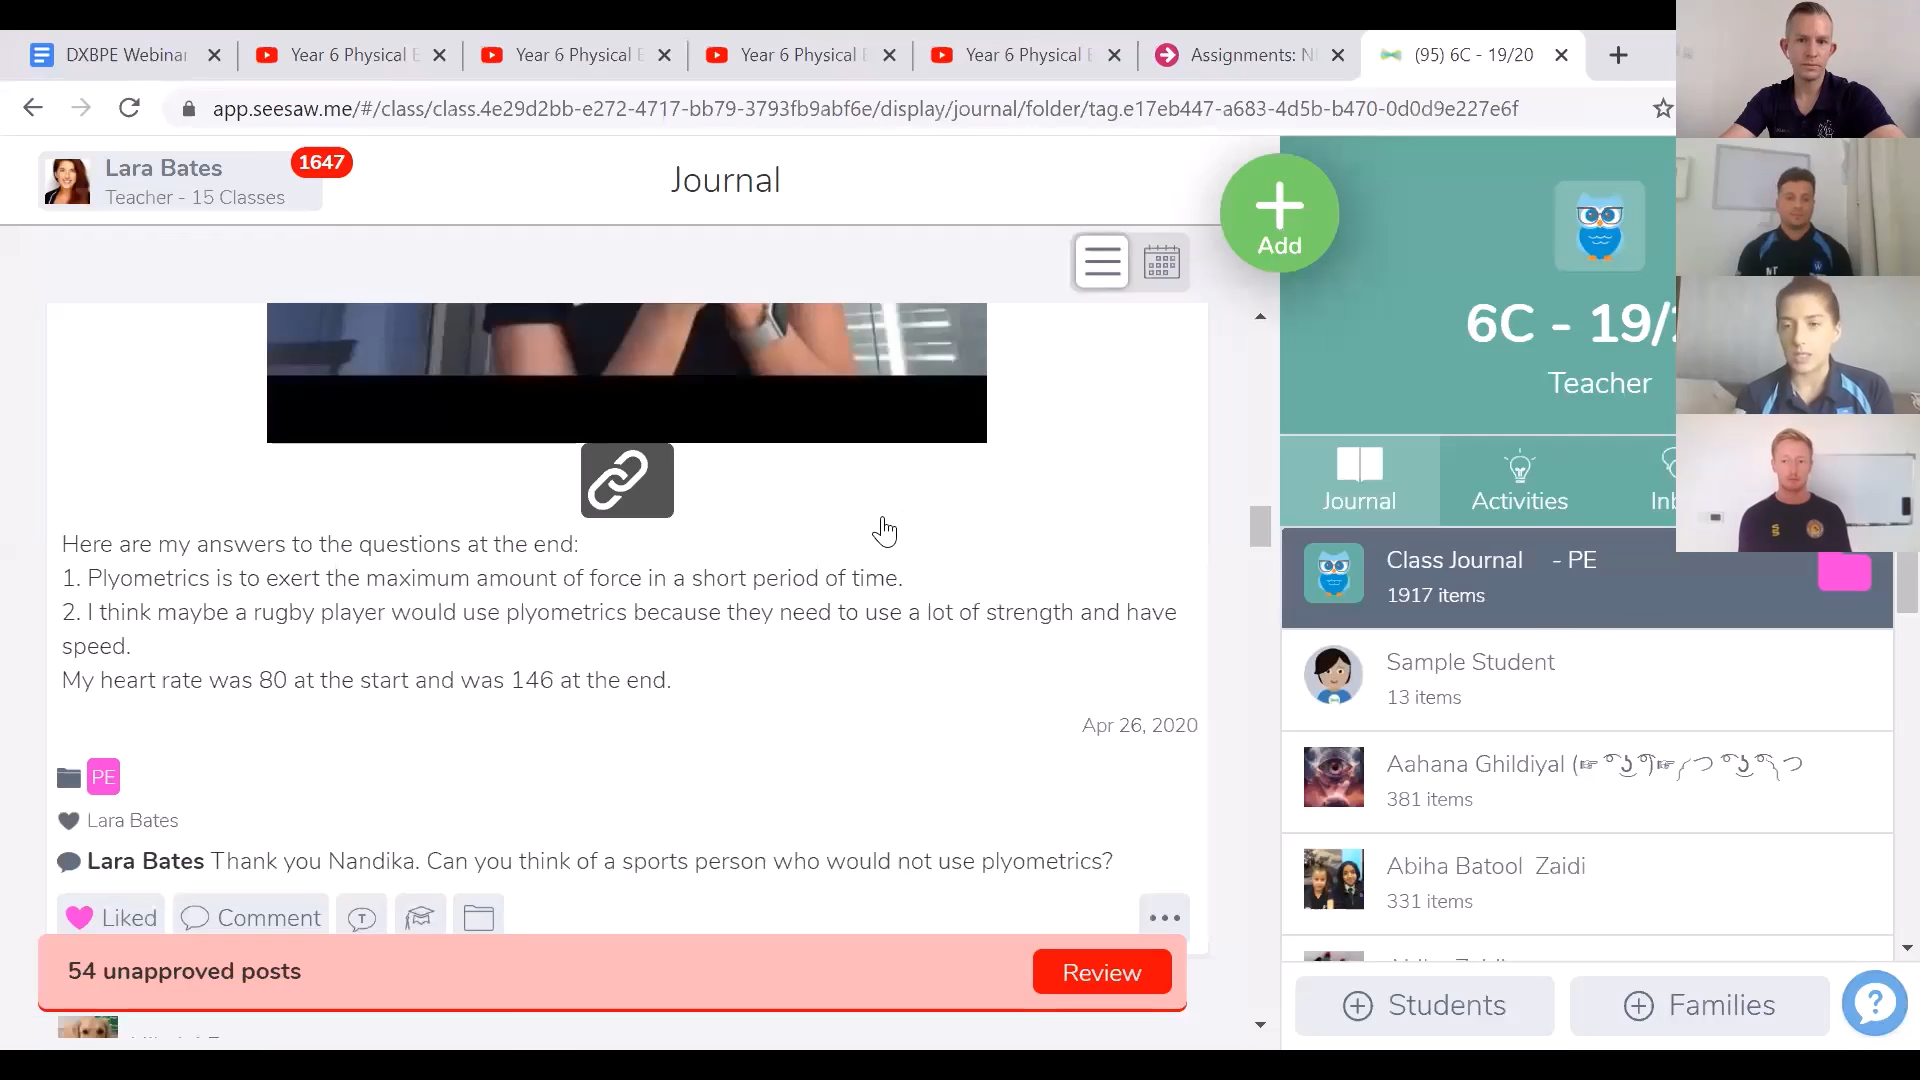 DXBPE Webinar
Year 6 Physical E
Year 6 Physical E
Year 6 Physical E
Year 6 Physical E
Assignments: N
(95) 6C - 19/20
app.seesaw.me/#/class/class.4e29d2bb-e272-4717-bb79-3793fb9abf6e/display/journal/folder/tag.e17eb447-a683-4d5b-b470-0d0d9e227e6f
Lara Bates
1647
Teacher - 15 Classes
Journal
Add
6C - 19/
Teacher
Journal
Activities
Inb
Here are my answers to the questions at the end:
1. Plyometrics is to exert the maximum amount of force in a short period of time.
2. I think maybe a rugby player would use plyometrics because they need to use a lot of strength and have
speed.
My heart rate was 80 at the start and was 146 at the end.
Apr 26, 2020
PE
Lara Bates
Lara Bates Thank you Nandika. Can you think of a sports person who would not use plyometrics?
Liked
Comment
54 unapproved posts
Review
Class Journal - PE
1917 items
Sample Student
13 items
Aahana Ghildiyal
381 items
Abiha Batool Zaidi
331 items
Students
Families